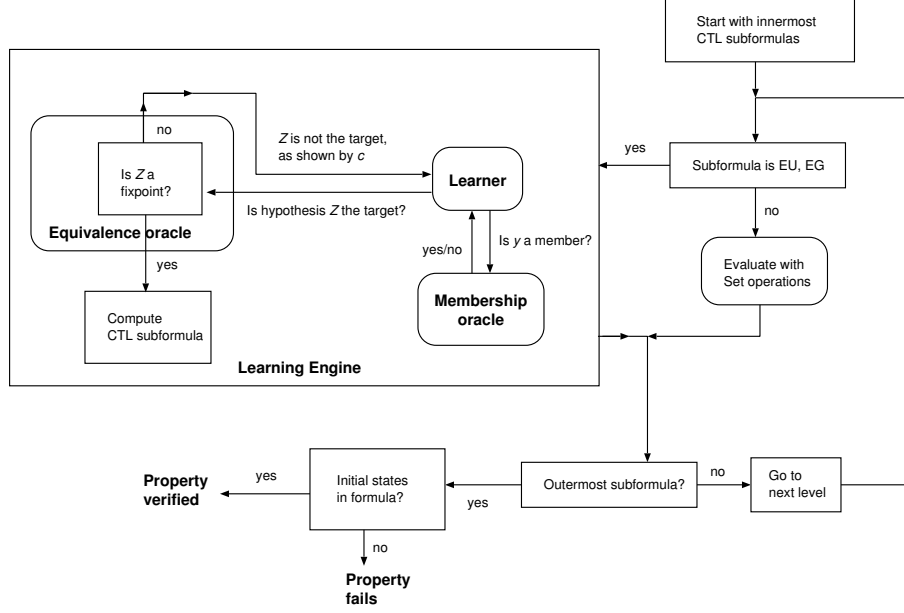 Start with innermost
CTL subformulas
no
Z is not the target,
as shown by c
yes
Is Z a
fixpoint?
Learner
Subformula is EU, EG
Is hypothesis Z the target?
no
Equivalence oracle
yes/no
Is y a member?
yes
Evaluate with
Set operations
Membership
oracle
Compute
CTL subformula
Learning Engine
Property
verified
yes
Initial states
in formula?
yes
Outermost subformula?
no
Go to
next level
no
Property
fails